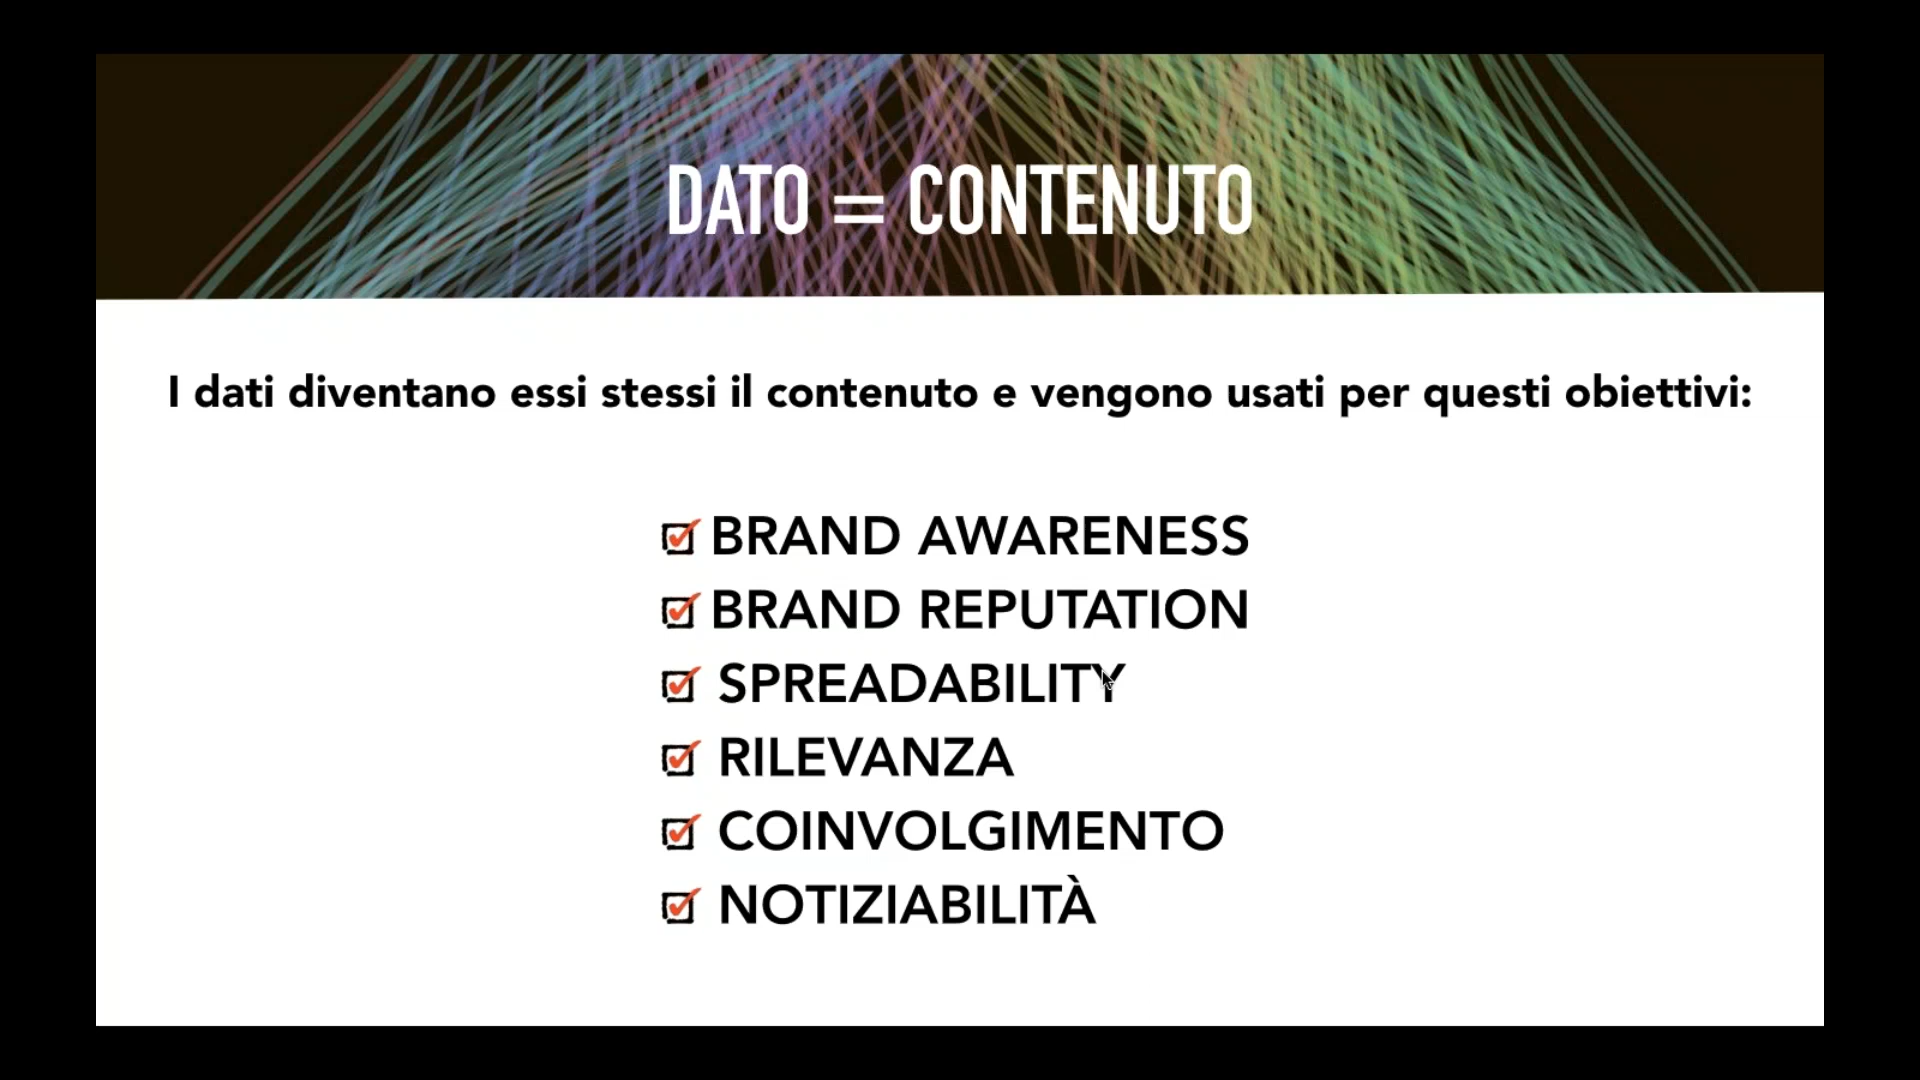 DATO = CONTENUTO
I dati diventano essi stessi il contenuto e vengono usati per questi obiettivi:
BRAND AWARENESS
BRAND REPUTATION
SPREADABILITY
RILEVANZA
COINVOLGIMENTO
NOTIZIABILITÀ